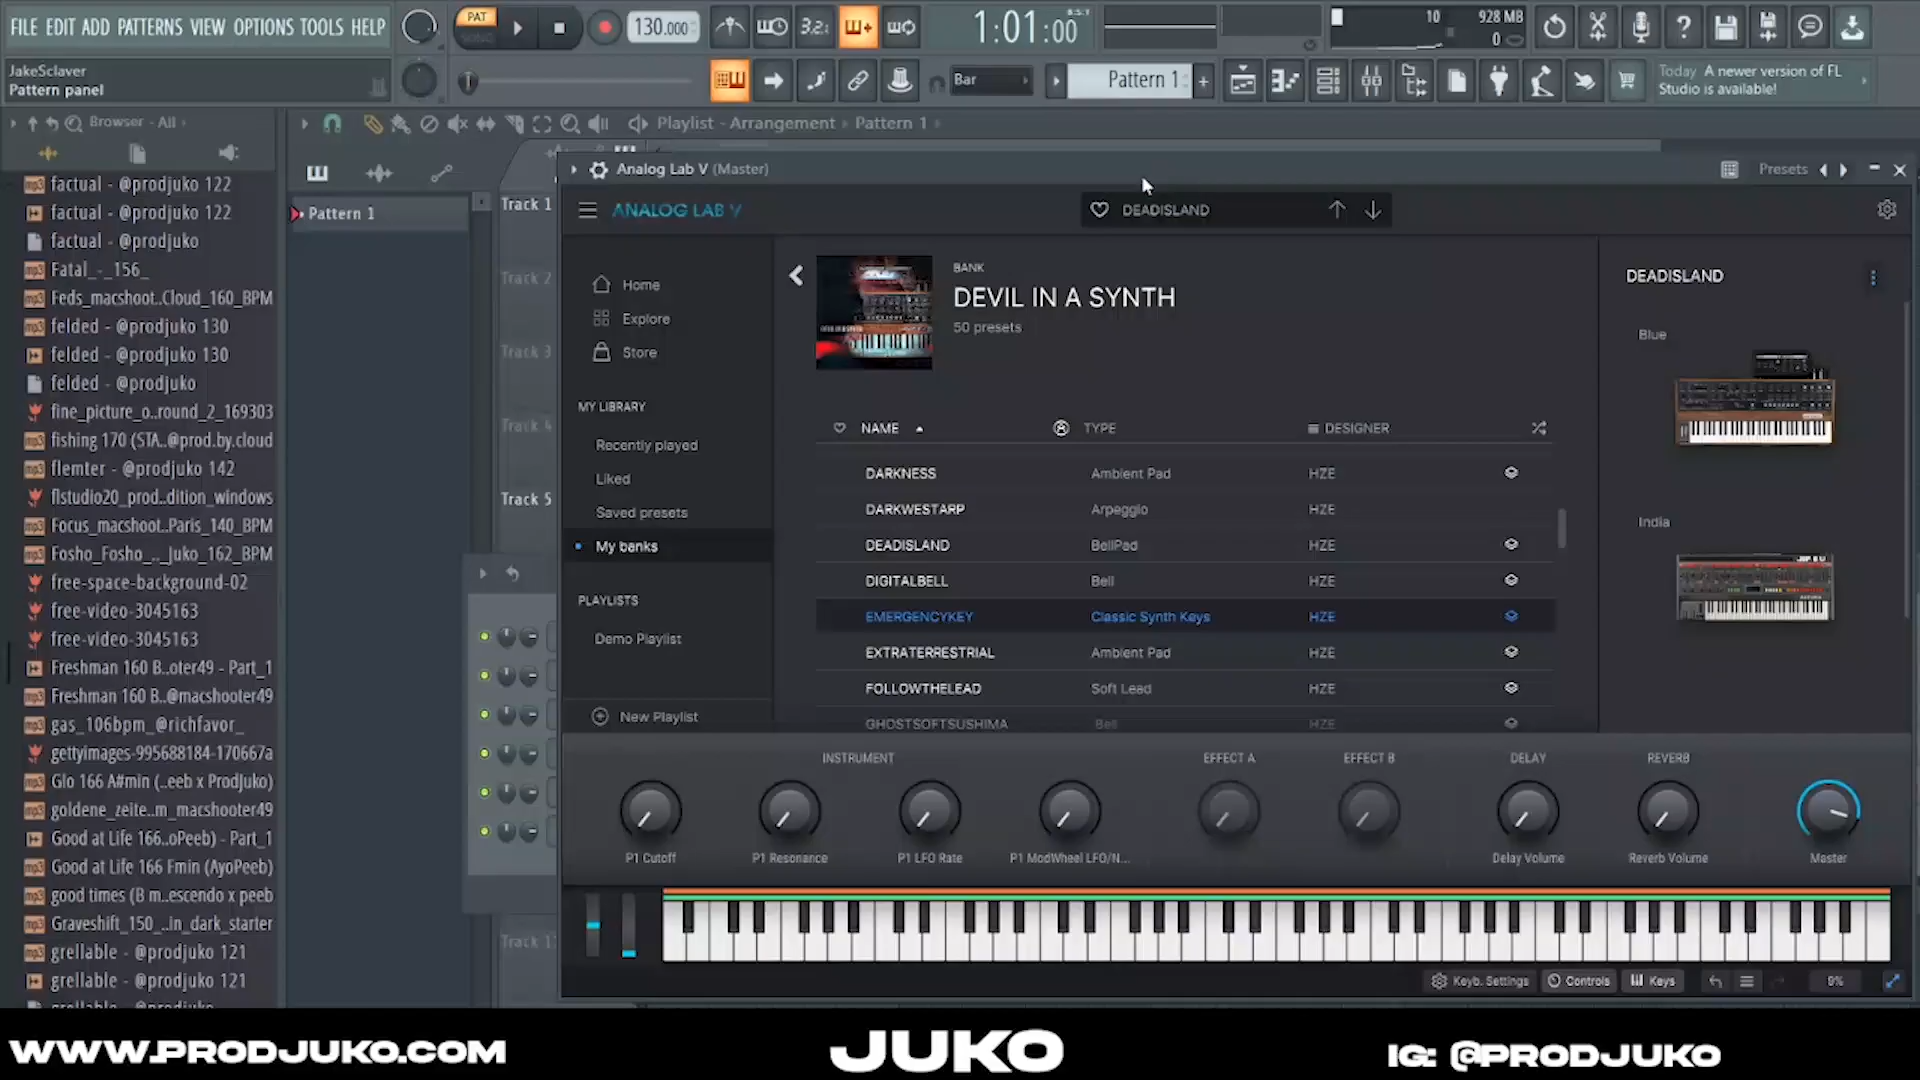 FILE EDIT ADD PATTERNS VIEW OPTIONS TOOLS HELP
JakeSclaver
Pattern panel
PAT
130.000
3.2:
1:01:00
B:S:T
10
928 MB
0
Bar
Pattern 1
Today A newer version of FL
Studio is available!
Browser - All
Playlist - Arrangement
Pattern 1
factual - @prodjuko 122
factual - @prodjuko 122
factual - @prodjuko
Fatal_-_156_
Feds_macshoot..Cloud_160_BPM
felded - @prodjuko 130
felded - @prodjuko 130
felded - @prodjuko
fine_picture_o..round_2_169303
fishing 170 (STA..@prod.by.cloud
flemter - @prodjuko 142
flstudio20_prod..dition_windows
Focus_macshoot..Paris_140_BPM
Fosho_Fosho_.._Juko_162_BPM
free-space-background-02
free-video-3045163
free-video-3045163
Freshman 160 B..oter49 - Part_1
Freshman 160 B..@macshooter49
gas_106bpm_@richfavor_
gettyimages-995688184-170667a
Glo 166 A#min (..eeb x ProdJuko)
goldene_zeite..m_macshooter49
Good at Life 166..oPeeb) - Part_1
Good at Life 166 Fmin (AyoPeeb)
good times (B m..escendo x peeb
Graveshift_150_..in_dark_starter
grellable - @prodjuko 121
grellable - @prodjuko 121
grellable - @prodjuko
Pattern 1
Track 1
Track 2
Track 3
Track 4
Track 5
Analog Lab V (Master)
Presets
ANALOG LAB V
DEADISLAND
Home
Explore
Store
MY LIBRARY
Recently played
Liked
Saved presets
My banks
PLAYLISTS
Demo Playlist
New Playlist
BANK
DEVIL IN A SYNTH
50 presets
NAME TYPE DESIGNER
DARKNESS Ambient Pad HZE
DARKWESTARP Arpeggio HZE
DEADISLAND BellPad HZE
DIGITALBELL Bell HZE
EMERGENCYKEY Classic Synth Keys HZE
EXTRATERRESTRIAL Ambient Pad HZE
FOLLOWTHELEAD Soft Lead HZE
GHOSTSOFTSUSHIMA Bell HZE
DEADISLAND
Blue
India
INSTRUMENT
EFFECT A
EFFECT B
DELAY
REVERB
P1 Cutoff
P1 Resonance
P1 LFO Rate
P1 ModWheel LFO/N...
Delay Volume
Reverb Volume
Master
Keyb. Settings
Controls
Keys
9%
WWW.PRODJUKO.COM
JUKO
IG: @PRODJUKO